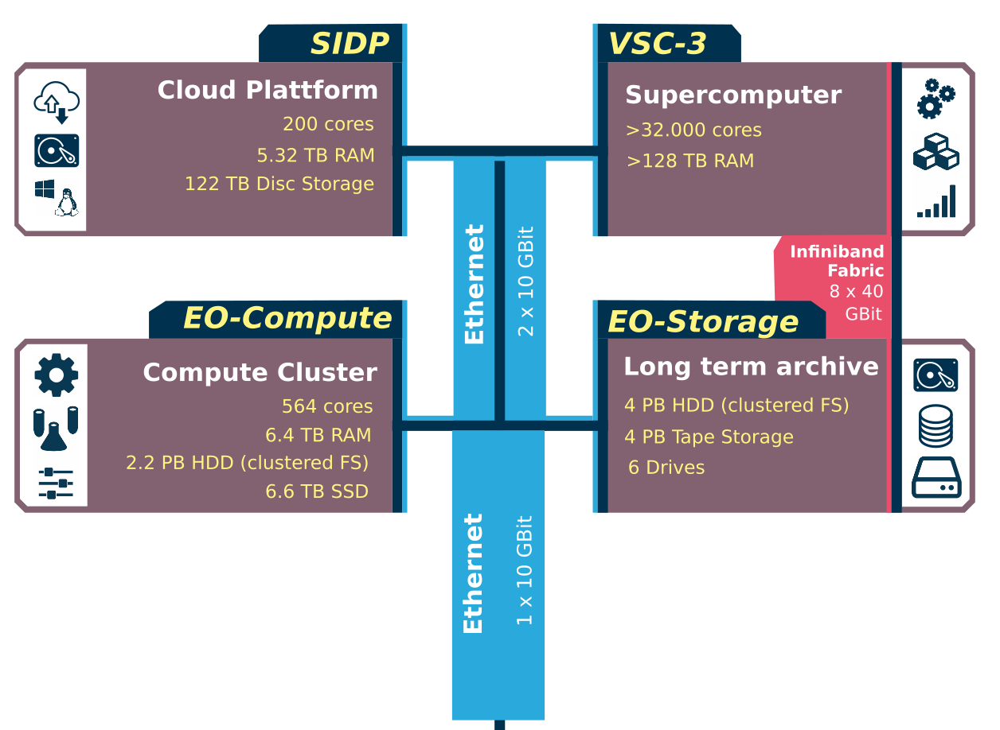 SIDP
Cloud Plattform
200 cores
5.32 TB RAM
122 TB Disc Storage
VSC-3
Supercomputer
>32.000 cores
>128 TB RAM
Ethernet
2 x 10 GBit
Infiniband
Fabric
8 x 40
GBit
EO-Compute
Compute Cluster
564 cores
6.4 TB RAM
2.2 PB HDD (clustered FS)
6.6 TB SSD
EO-Storage
Long term archive
4 PB HDD (clustered FS)
4 PB Tape Storage
6 Drives
Ethernet
1 x 10 GBit